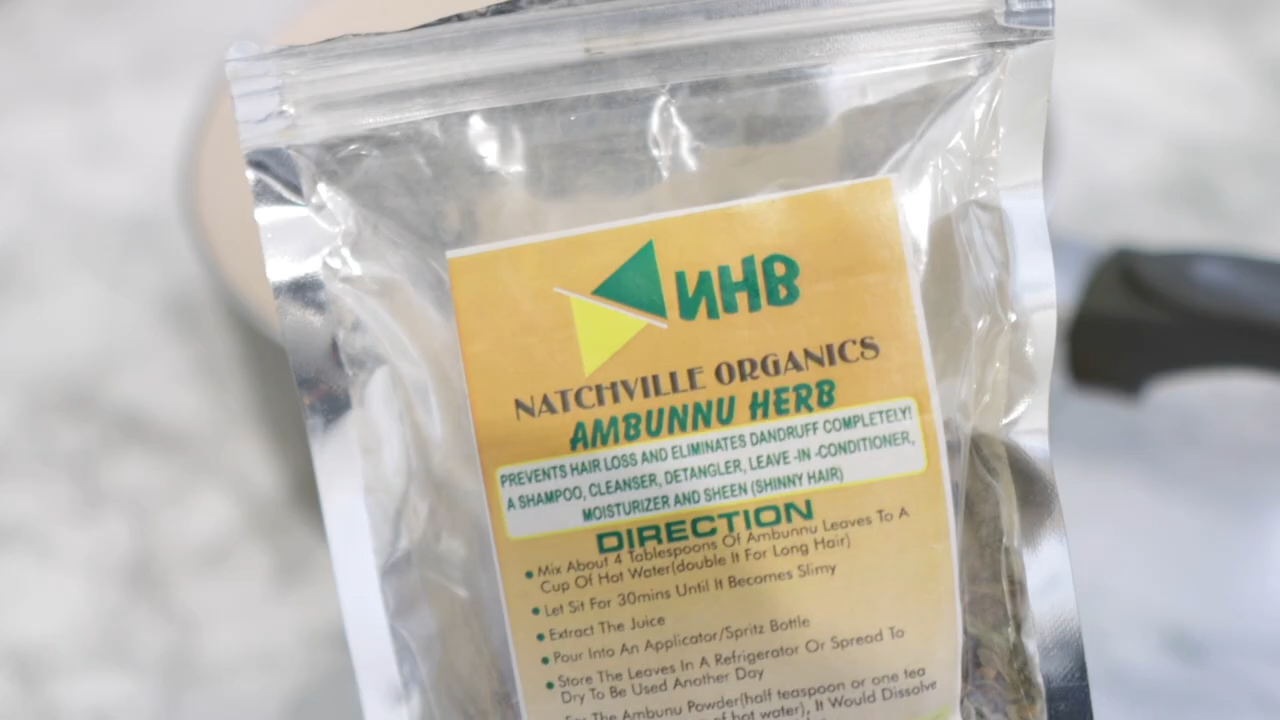 NHB
NATCHVILLE ORGANICS
AMBUNNU HERB
PREVENTS HAIR LOSS AND ELIMINATES DANDRUFF COMPLETELY!
A SHAMPOO, CLEANSER, DETANGLER, LEAVE -IN -CONDITIONER,
MOISTURIZER AND SHEEN (SHINNY HAIR)
DIRECTION
• Mix About 4 Tablespoons Of Ambunnu Leaves To A
Cup Of Hot Water(double It For Long Hair)
• Let Sit For 30mins Until It Becomes Slimy
• Extract The Juice
• Pour Into An Applicator/Spritz Bottle
• Store The Leaves In A Refrigerator Or Spread To
Dry To Be Used Another Day
For The Ambunu Powder(half teaspoon or one tea
of hot water), It Would Dissolve